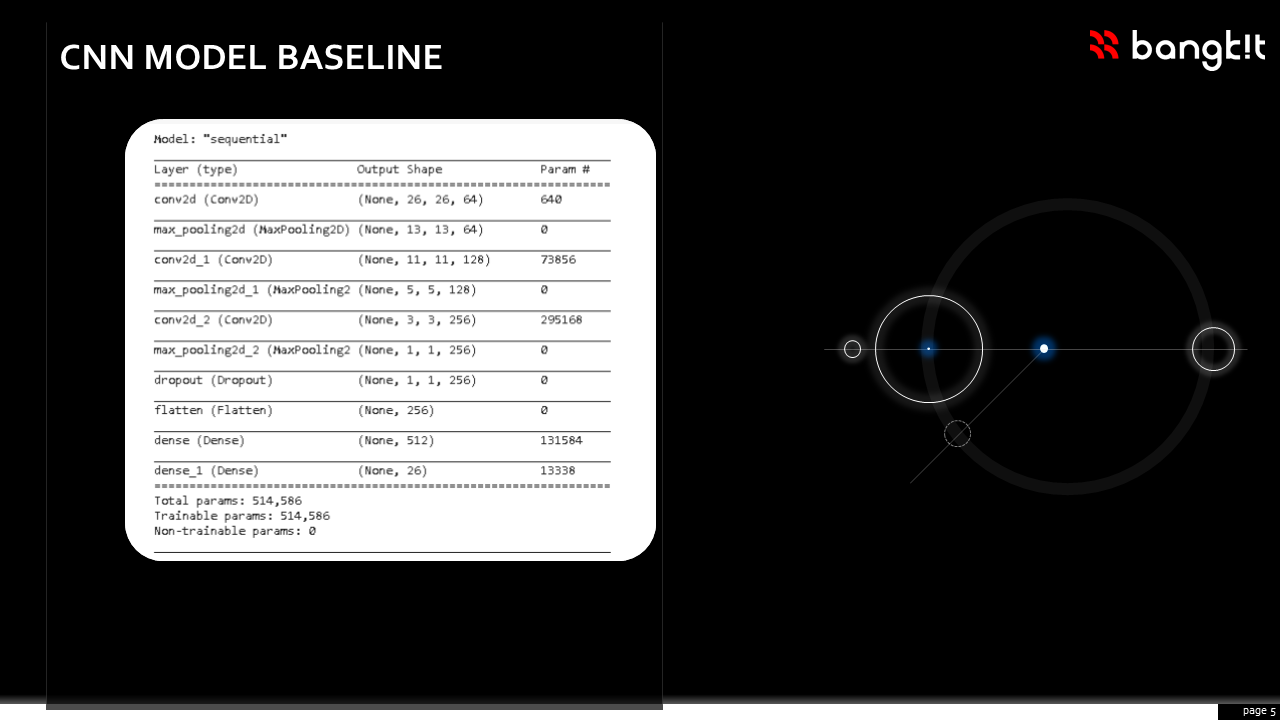 CNN MODEL BASELINE
bangk!t
Model: "sequential"
Layer (type) Output Shape Param #
conv2d (Conv2D) (None, 26, 26, 64) 640
max_pooling2d (MaxPooling2D) (None, 13, 13, 64) 0
conv2d_1 (Conv2D) (None, 11, 11, 128) 73856
max_pooling2d_1 (MaxPooling2 (None, 5, 5, 128) 0
conv2d_2 (Conv2D) (None, 3, 3, 256) 295168
max_pooling2d_2 (MaxPooling2 (None, 1, 1, 256) 0
dropout (Dropout) (None, 1, 1, 256) 0
flatten (Flatten) (None, 256) 0
dense (Dense) (None, 512) 131584
dense_1 (Dense) (None, 26) 13338
Total params: 514,586
Trainable params: 514,586
Non-trainable params: 0
page 5